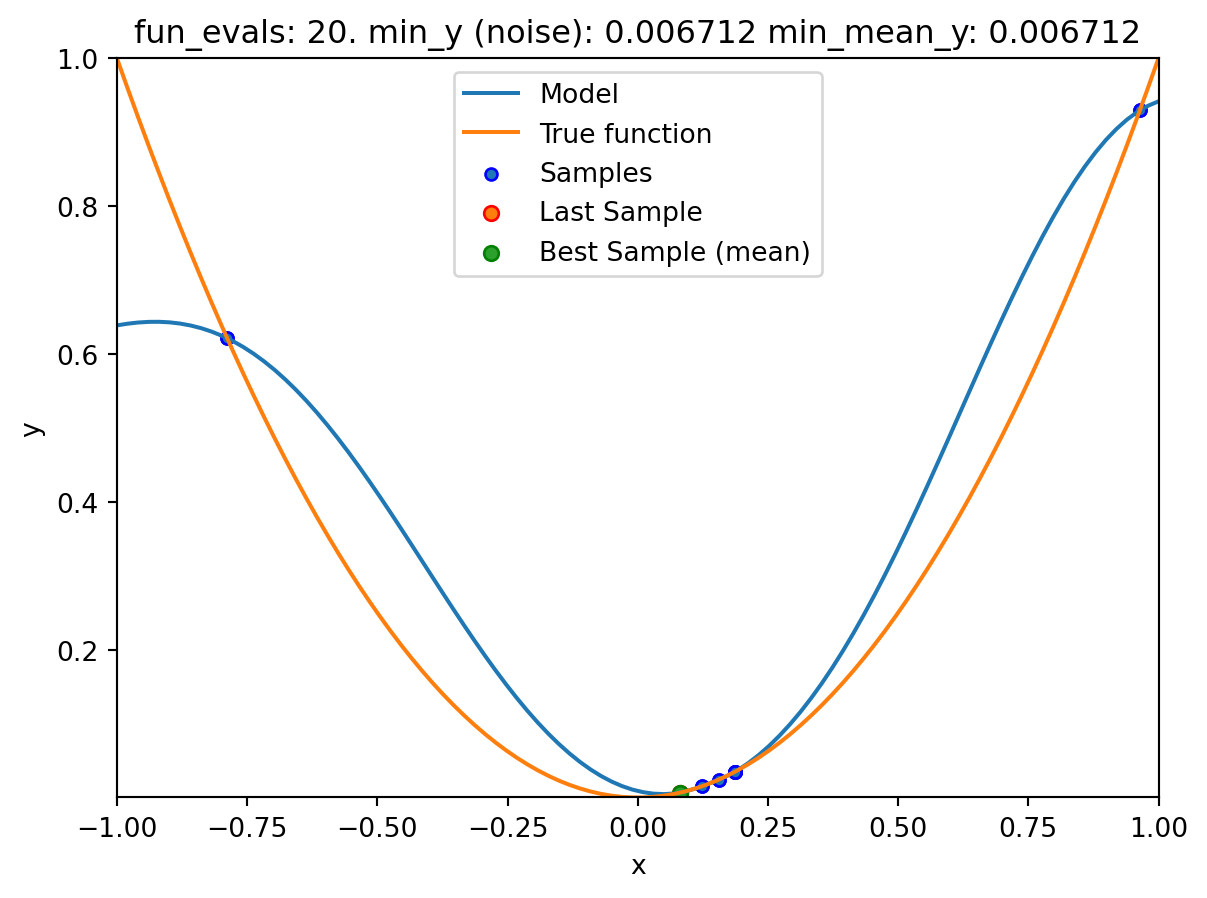 fun_evals: 20. min_y (noise): 0.006712 min_mean_y: 0.006712
1.0
0.8
0.6
0.4
0.2
y
Model
True function
Samples
Last Sample
Best Sample (mean)
−1.00 −0.75 −0.50 −0.25 0.00 0.25 0.50 0.75 1.00
x